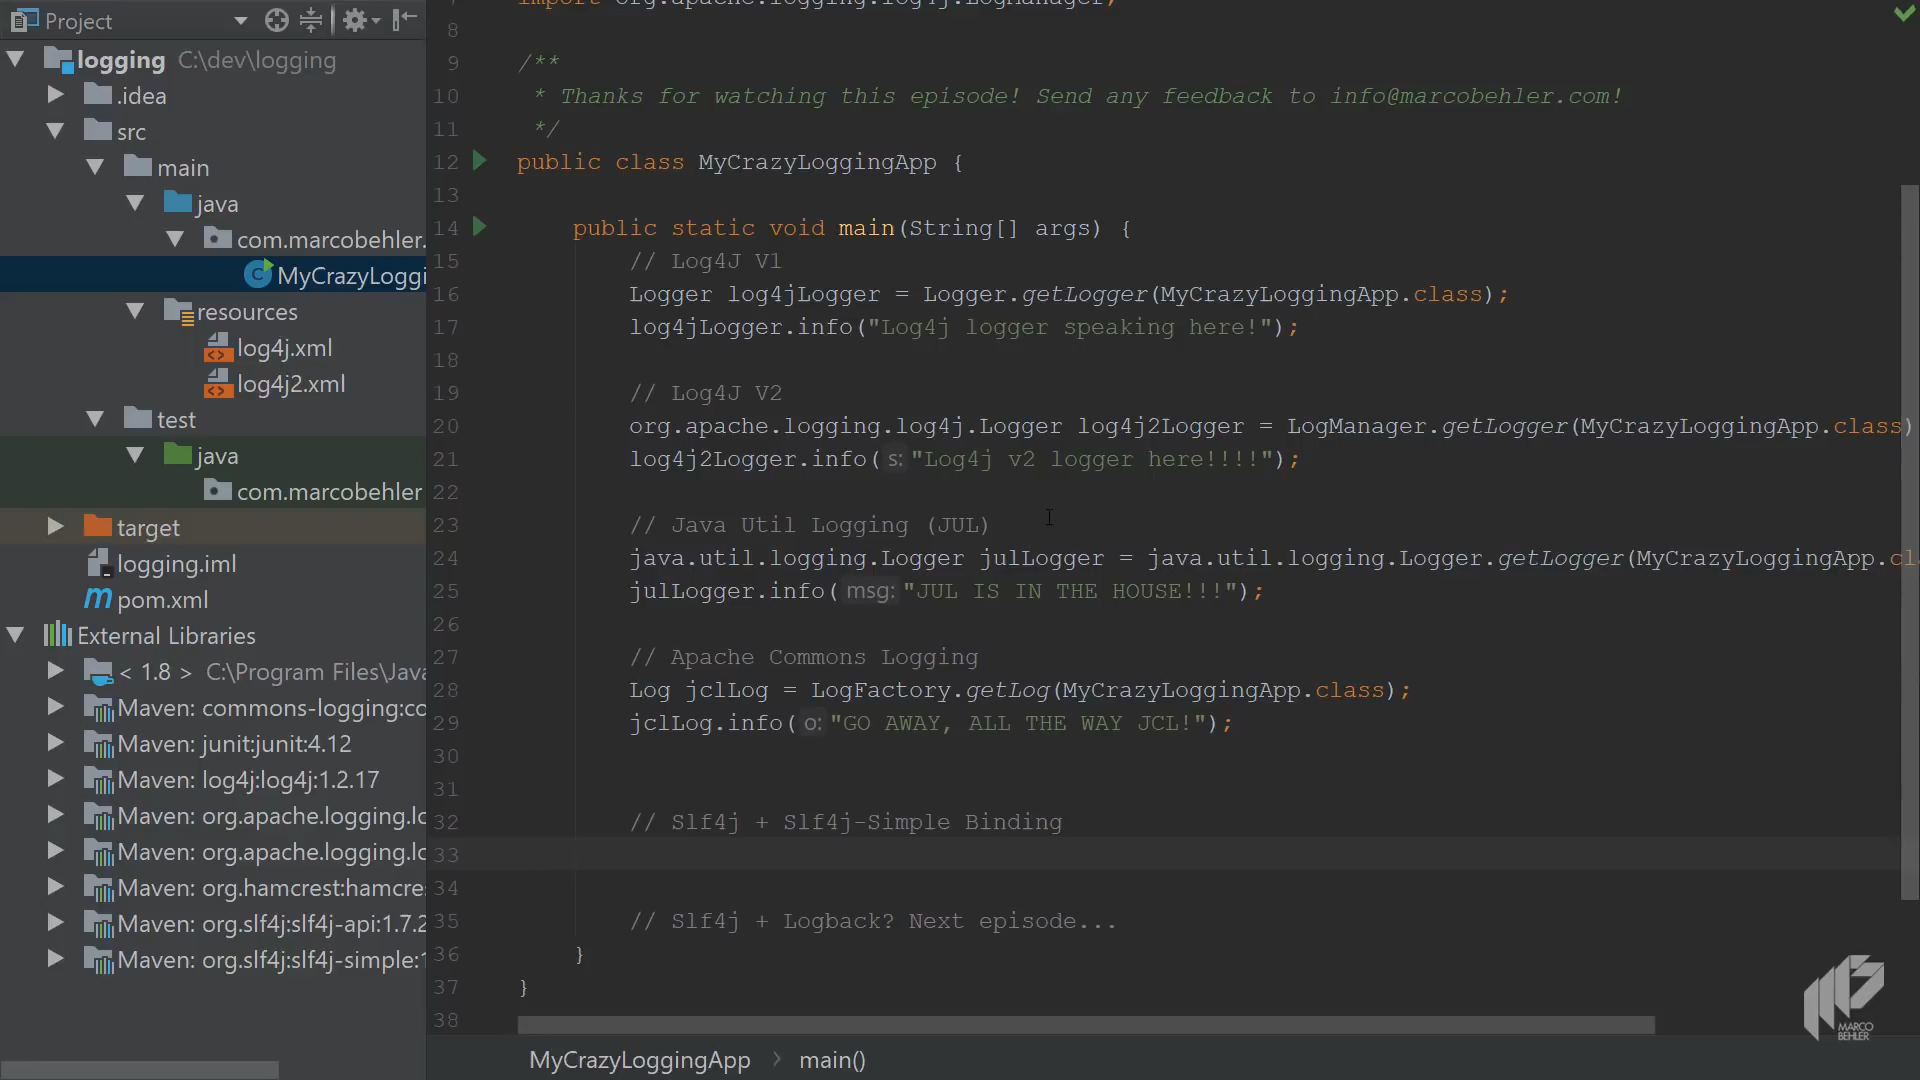 Project
logging C:\dev\logging
.idea
src
main
java
com.marcobehler.
MyCrazyLoggi
resources
log4j.xml
log4j2.xml
test
java
com.marcobehler
target
logging.iml
pom.xml
External Libraries
< 1.8 > C:\Program Files\Java
Maven: commons-logging:co
Maven: junit:junit:4.12
Maven: log4j:log4j:1.2.17
Maven: org.apache.logging.lo
Maven: org.apache.logging.lo
Maven: org.hamcrest:hamcre
Maven: org.slf4j:slf4j-api:1.7.2
Maven: org.slf4j:slf4j-simple:1
7 import org.apache.logging.log4j.LogManager;
8
9 /**
10 * Thanks for watching this episode! Send any feedback to info@marcobehler.com!
11 */
12 public class MyCrazyLoggingApp {
13
14 public static void main(String[] args) {
15 // Log4J V1
16 Logger log4jLogger = Logger.getLogger(MyCrazyLoggingApp.class);
17 log4jLogger.info("Log4j logger speaking here!");
18
19 // Log4J V2
20 org.apache.logging.log4j.Logger log4j2Logger = LogManager.getLogger(MyCrazyLoggingApp.class)
21 log4j2Logger.info( s: "Log4j v2 logger here!!!!");
22
23 // Java Util Logging (JUL)
24 java.util.logging.Logger julLogger = java.util.logging.Logger.getLogger(MyCrazyLoggingApp.cl
25 julLogger.info( msg: "JUL IS IN THE HOUSE!!!");
26
27 // Apache Commons Logging
28 Log jclLog = LogFactory.getLog(MyCrazyLoggingApp.class);
29 jclLog.info( o: "GO AWAY, ALL THE WAY JCL!");
30
31
32 // Slf4j + Slf4j-Simple Binding
33
34
35 // Slf4j + Logback? Next episode...
36 }
37 }
38
MyCrazyLoggingApp > main()
MARCO
BEHLER